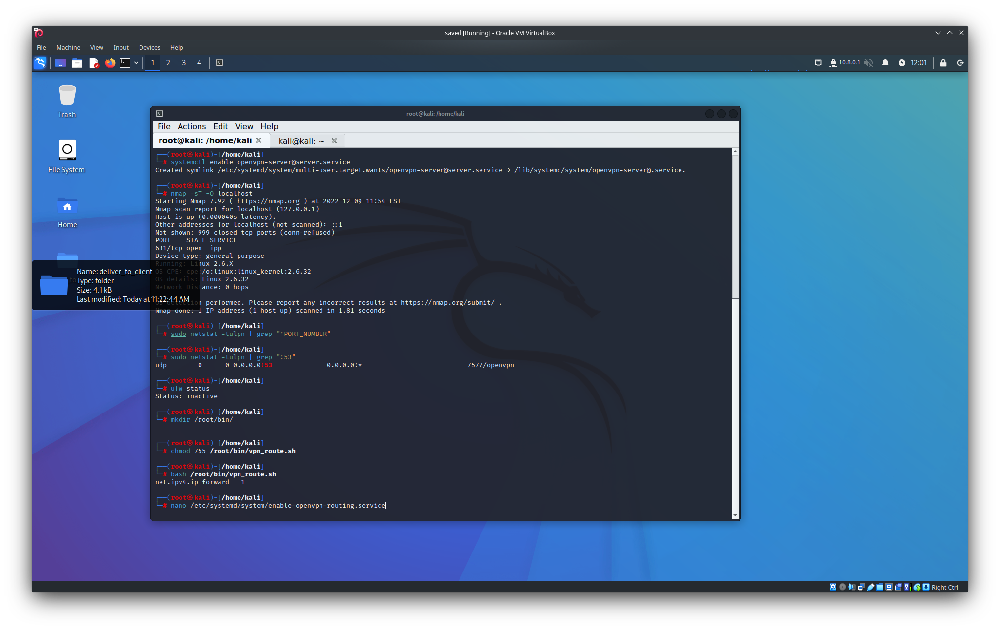 saved [Running] - Oracle VM VirtualBox
File Machine View Input Devices Help
1 2 3 4
10.8.0.1
12:01
Trash
File System
Home
Name: deliver_to_client
Type: folder
Size: 4.1 kB
Last modified: Today at 11:22:44 AM
root@kali: /home/kali
File Actions Edit View Help
root@kali: /home/kali
kali@kali: ~
┌──(root㉿kali)-[/home/kali]
└─# systemctl enable openvpn-server@server.service
Created symlink /etc/systemd/system/multi-user.target.wants/openvpn-server@server.service → /lib/systemd/system/openvpn-server@.service.
┌──(root㉿kali)-[/home/kali]
└─# nmap -sT -O localhost
Starting Nmap 7.92 ( https://nmap.org ) at 2022-12-09 11:54 EST
Nmap scan report for localhost (127.0.0.1)
Host is up (0.000040s latency).
Other addresses for localhost (not scanned): ::1
Not shown: 999 closed tcp ports (conn-refused)
PORT    STATE SERVICE
631/tcp open  ipp
Device type: general purpose
Running: Linux 2.6.X
OS CPE: cpe:/o:linux:linux_kernel:2.6.32
OS details: Linux 2.6.32
Network Distance: 0 hops
OS detection performed. Please report any incorrect results at https://nmap.org/submit/ .
Nmap done: 1 IP address (1 host up) scanned in 1.81 seconds
┌──(root㉿kali)-[/home/kali]
└─# sudo netstat -tulpn | grep ":PORT_NUMBER"
┌──(root㉿kali)-[/home/kali]
└─# sudo netstat -tulpn | grep ":53"
udp        0      0 0.0.0.0:53              0.0.0.0:*                           7577/openvpn
┌──(root㉿kali)-[/home/kali]
└─# ufw status
Status: inactive
┌──(root㉿kali)-[/home/kali]
└─# mkdir /root/bin/
┌──(root㉿kali)-[/home/kali]
└─# chmod 755 /root/bin/vpn_route.sh
┌──(root㉿kali)-[/home/kali]
└─# bash /root/bin/vpn_route.sh
net.ipv4.ip_forward = 1
┌──(root㉿kali)-[/home/kali]
└─# nano /etc/systemd/system/enable-openvpn-routing.service
Right Ctrl